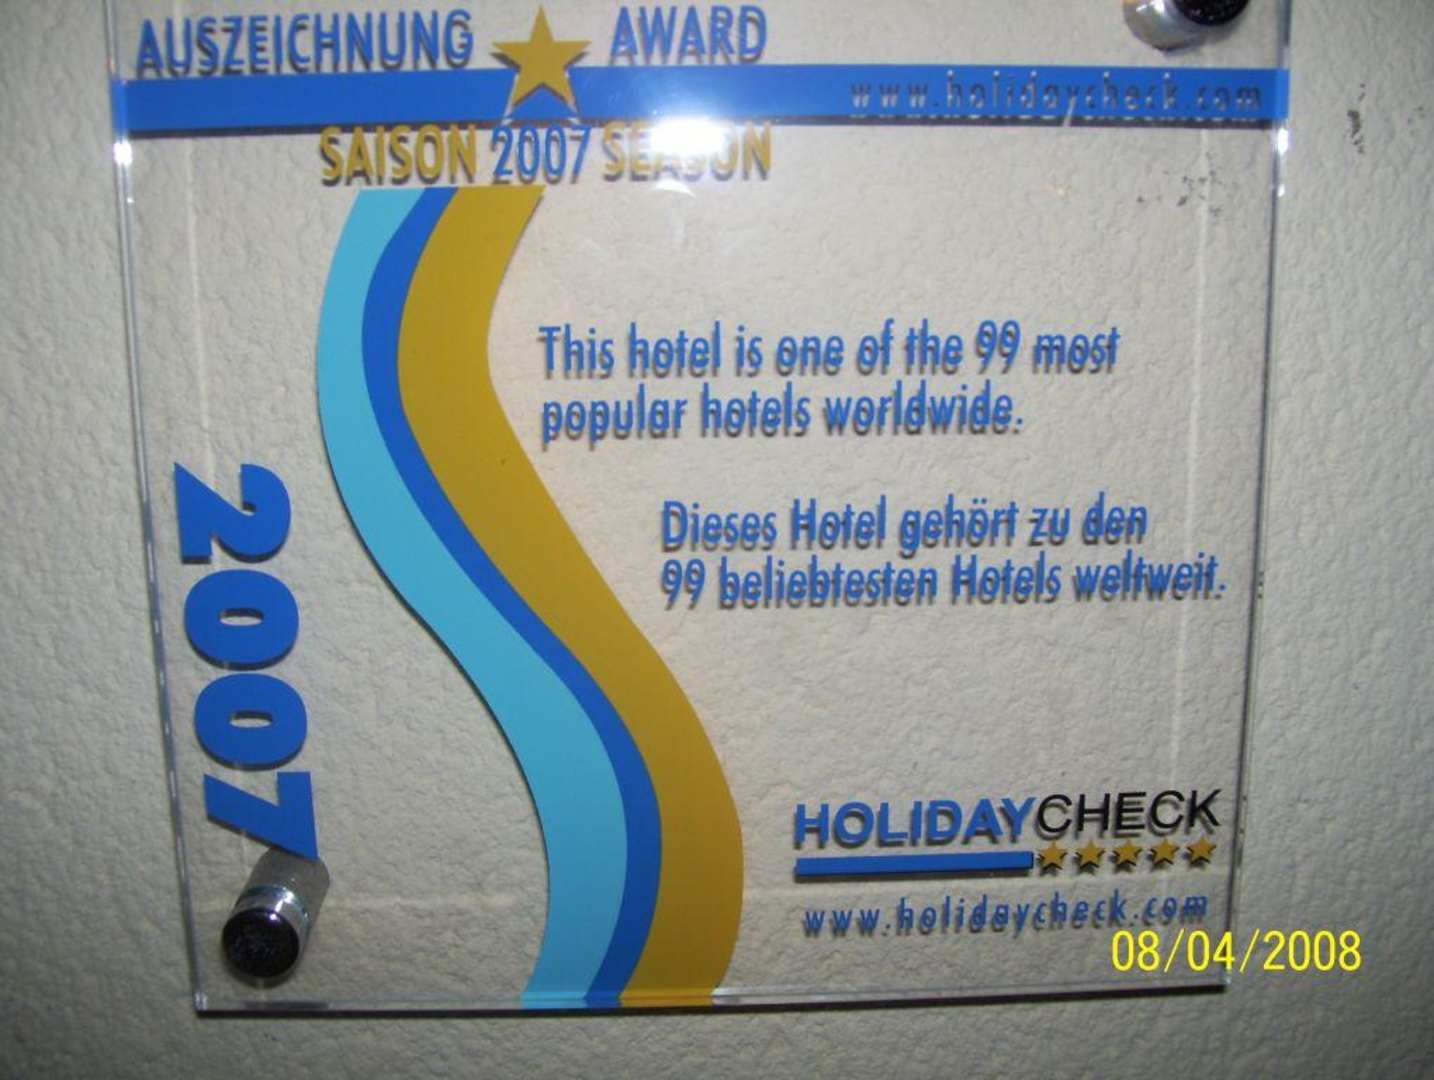 AUSZEICHNUNG AWARD
www.holidaycheck.com
SAISON 2007 SEASON
This hotel is one of the 99 most
popular hotels worldwide.
Dieses Hotel gehört zu den
99 beliebtesten Hotels weltweit.
2007
HOLIDAYCHECK
www.holidaycheck.com
08/04/2008